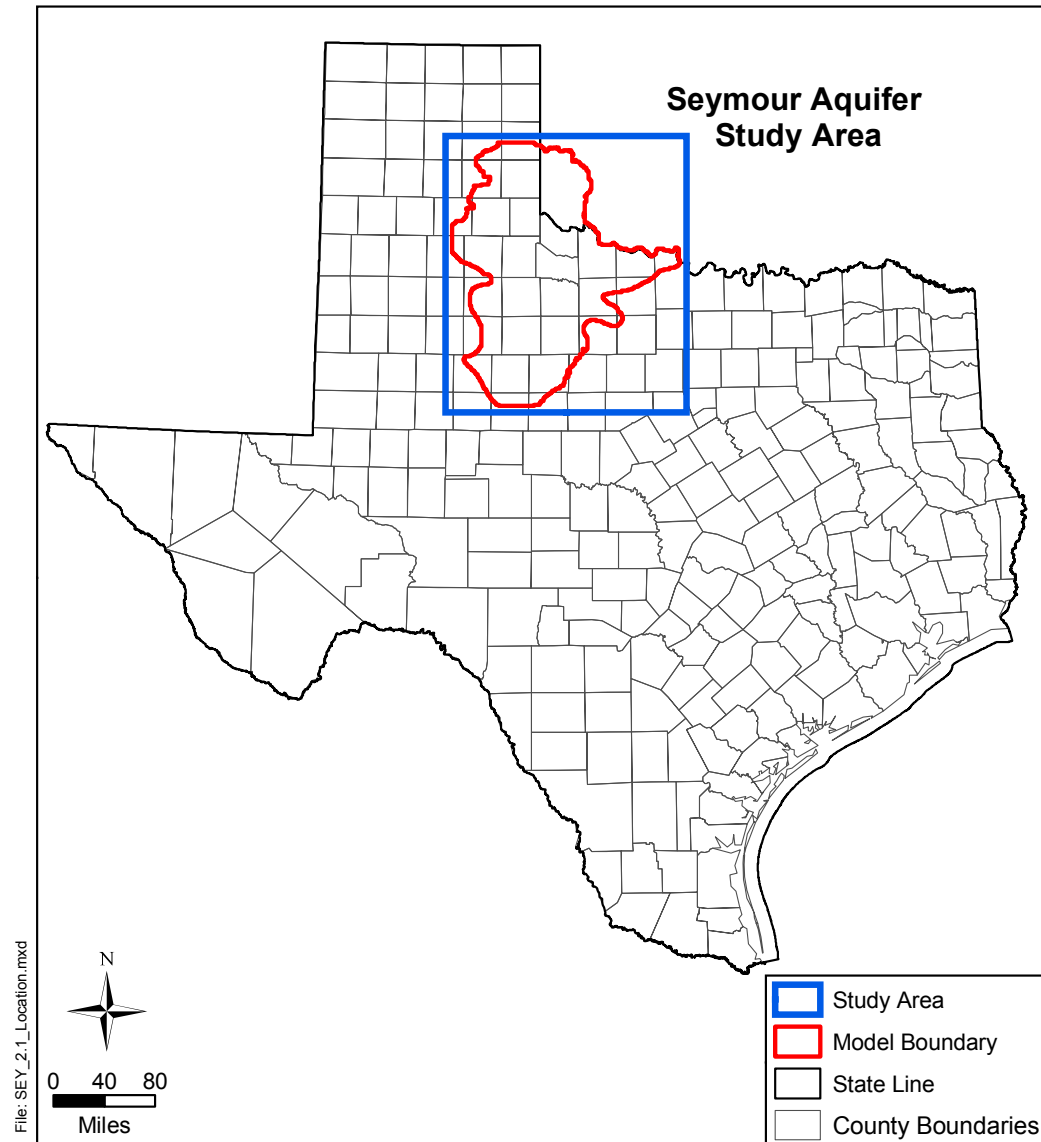 Seymour Aquifer
Study Area
File: SEY_2.1_Location.mxd
N
0 40 80
Miles
Study Area
Model Boundary
State Line
County Boundaries